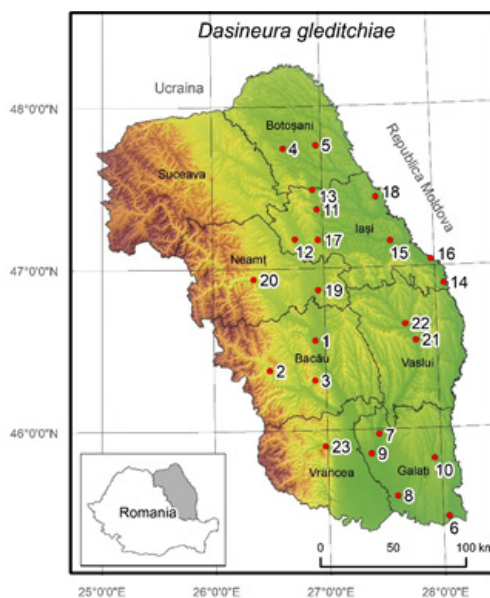 Dasineura gleditchiae
Ucraina
48°0'0"N
Botoșani
4
5
Republica Moldova
Suceava
13
11
18
Iași
12
17
15
16
47°0'0"N
Neamț
20
19
14
22
21
1
Bacău
2
3
Vaslui
46°0'0"N
7
23
9
Vrancea
Galați
10
8
6
Romania
0 50 100 km
25°0'0"E 26°0'0"E 27°0'0"E 28°0'0"E